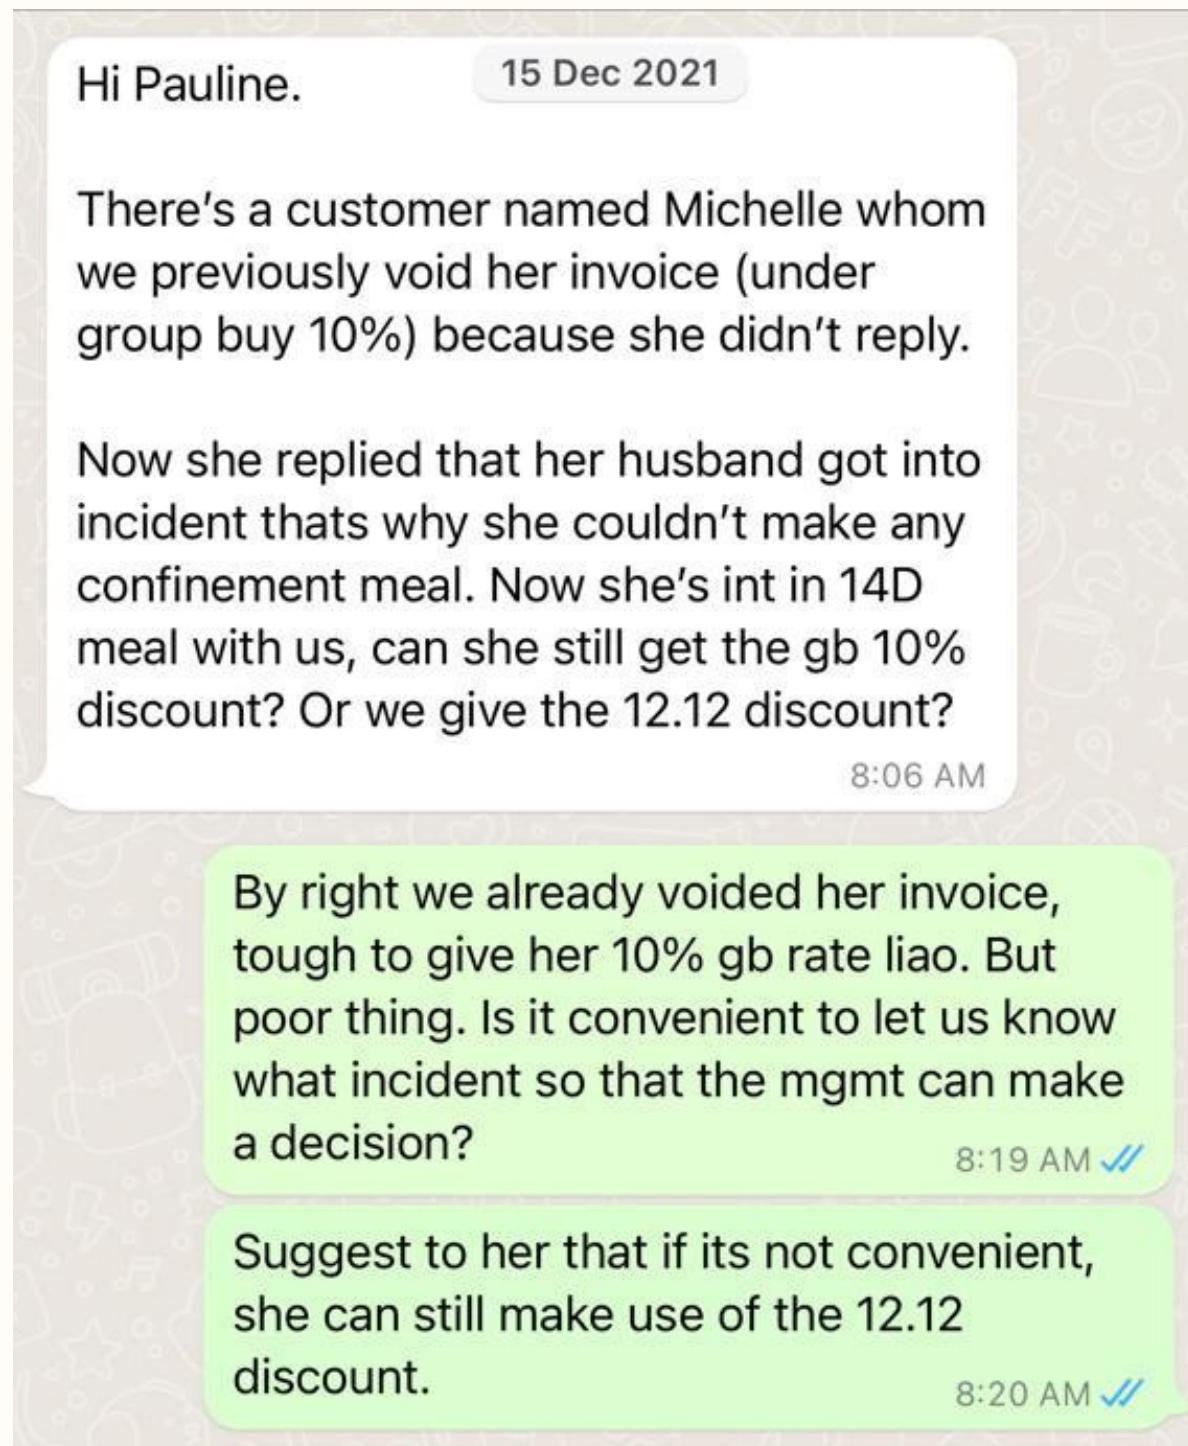 15 Dec 2021
Hi Pauline.
There's a customer named Michelle whom
we previously void her invoice (under
group buy 10%) because she didn't reply.
Now she replied that her husband got into
incident thats why she couldn't make any
confinement meal. Now she's int in 14D
meal with us, can she still get the gb 10%
discount? Or we give the 12.12 discount?
8:06 AM
By right we already voided her invoice,
tough to give her 10% gb rate liao. But
poor thing. Is it convenient to let us know
what incident so that the mgmt can make
a decision?
8:19 AM
Suggest to her that if its not convenient,
she can still make use of the 12.12
discount.
8:20 AM